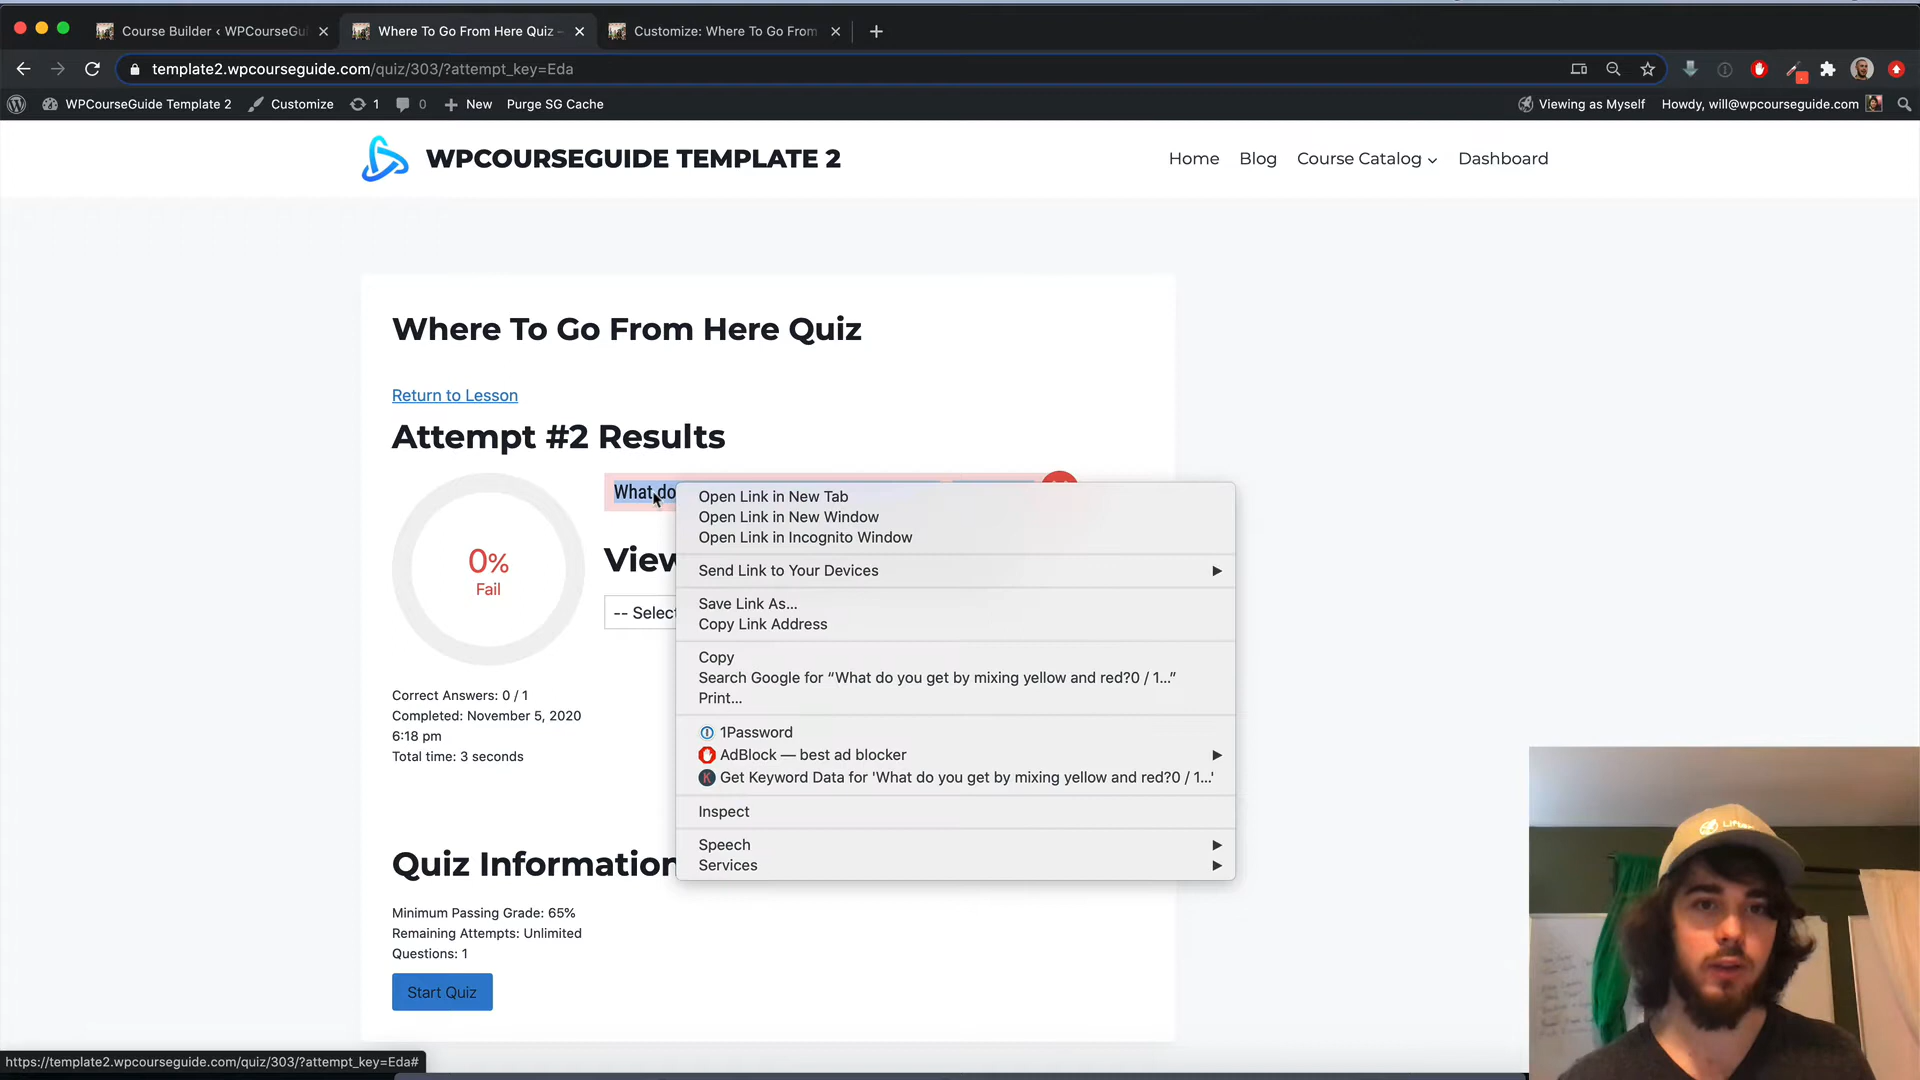 Course Builder ‹ WPCourseGu
Where To Go From Here Quiz –
Customize: Where To Go From
template2.wpcourseguide.com/quiz/303/?attempt_key=Eda
WPCourseGuide Template 2
Customize
1
0
New
Purge SG Cache
Viewing as Myself
Howdy, will@wpcourseguide.com
WPCOURSEGUIDE TEMPLATE 2
Home
Blog
Course Catalog
Dashboard
Where To Go From Here Quiz
Return to Lesson
Attempt #2 Results
What do
0%
Fail
View
-- Select
Correct Answers: 0 / 1
Completed: November 5, 2020
6:18 pm
Total time: 3 seconds
Open Link in New Tab
Open Link in New Window
Open Link in Incognito Window
Send Link to Your Devices
Save Link As...
Copy Link Address
Copy
Search Google for “What do you get by mixing yellow and red?0 / 1...”
Print...
1Password
AdBlock — best ad blocker
Get Keyword Data for 'What do you get by mixing yellow and red?0 / 1...'
Inspect
Speech
Services
Quiz Information
Minimum Passing Grade: 65%
Remaining Attempts: Unlimited
Questions: 1
Start Quiz
https://template2.wpcourseguide.com/quiz/303/?attempt_key=Eda#